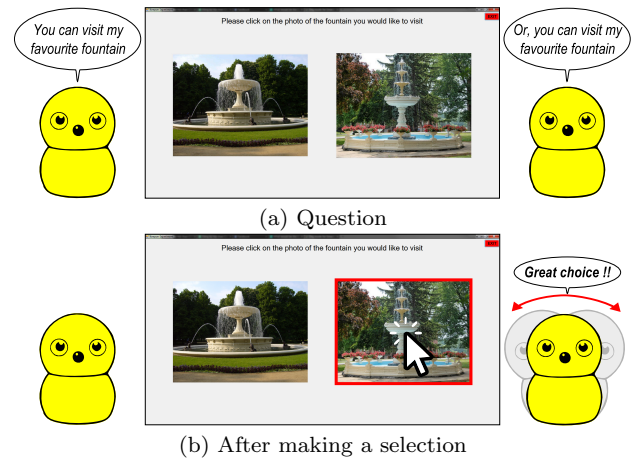 You can visit my
favourite fountain
Please click on the photo of the fountain you would like to visit
Or, you can visit my
favourite fountain
(a) Question
Please click on the photo of the fountain you would like to visit
Great choice !!
(b) After making a selection